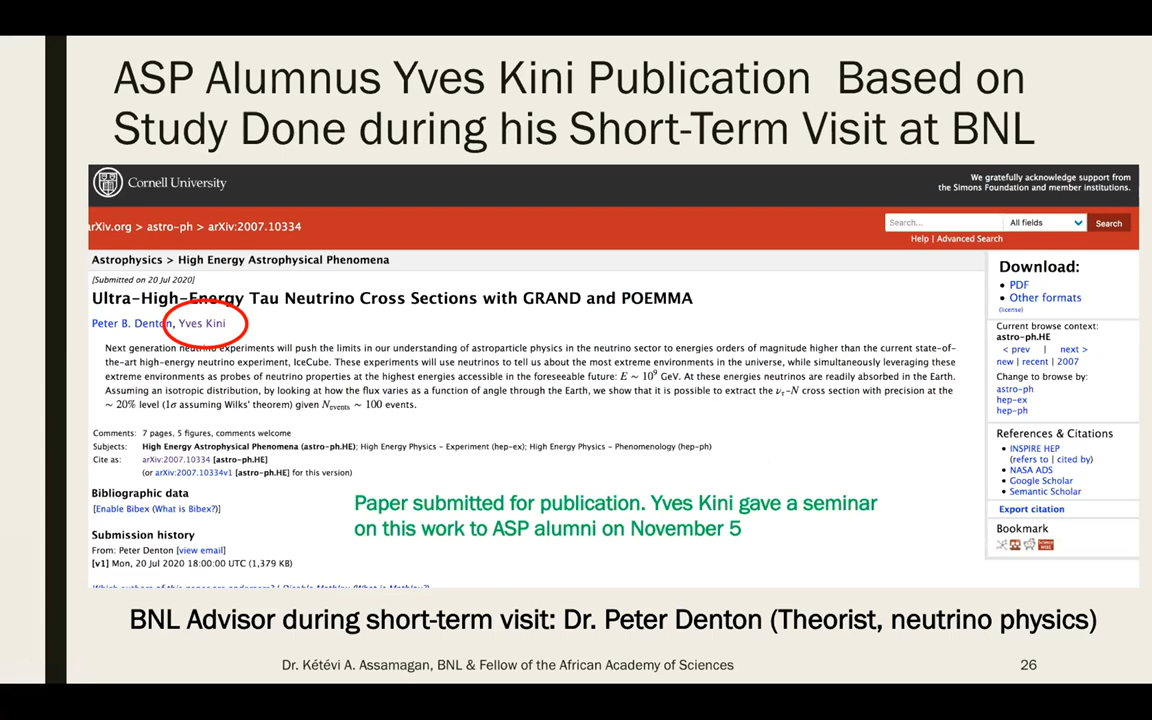 ASP Alumnus Yves Kini Publication Based on
Study Done during his Short-Term Visit at BNL
Cornell University
We gratefully acknowledge support from
the Simons Foundation and member institutions.
arXiv.org > astro-ph > arXiv:2007.10334
Search...
All fields
Search
Help | Advanced Search
Astrophysics > High Energy Astrophysical Phenomena
[Submitted on 20 Jul 2020]
Ultra-High-Energy Tau Neutrino Cross Sections with GRAND and POEMMA
Peter B. Denton, Yves Kini
Next generation neutrino experiments will push the limits in our understanding of astroparticle physics in the neutrino sector to energies orders of magnitude higher than the current state-of-
the-art high-energy neutrino experiment, IceCube. These experiments will use neutrinos to tell us about the most extreme environments in the universe, while simultaneously leveraging these
extreme environments as probes of neutrino properties at the highest energies accessible in the foreseeable future: E ~ 10⁹ GeV. At these energies neutrinos are readily absorbed in the Earth.
Assuming an isotropic distribution, by looking at how the flux varies as a function of angle through the Earth, we show that it is possible to extract the ντ-N cross section with precision at the
~ 20% level (1σ assuming Wilks' theorem) given Nevents ~ 100 events.
Comments: 7 pages, 5 figures, comments welcome
Subjects: High Energy Astrophysical Phenomena (astro-ph.HE); High Energy Physics - Experiment (hep-ex); High Energy Physics - Phenomenology (hep-ph)
Cite as: arXiv:2007.10334 [astro-ph.HE]
(or arXiv:2007.10334v1 [astro-ph.HE] for this version)
Bibliographic data
[Enable Bibex (What is Bibex?)]
Submission history
From: Peter Denton [view email]
[v1] Mon, 20 Jul 2020 18:00:00 UTC (1,379 KB)
Download:
PDF
Other formats
(license)
Current browse context:
astro-ph.HE
< prev | next >
new | recent | 2007
Change to browse by:
astro-ph
hep-ex
hep-ph
References & Citations
INSPIRE HEP
(refers to | cited by)
NASA ADS
Google Scholar
Semantic Scholar
Export citation
Bookmark
Paper submitted for publication. Yves Kini gave a seminar
on this work to ASP alumni on November 5
BNL Advisor during short-term visit: Dr. Peter Denton (Theorist, neutrino physics)
Dr. Kétévi A. Assamagan, BNL & Fellow of the African Academy of Sciences
26